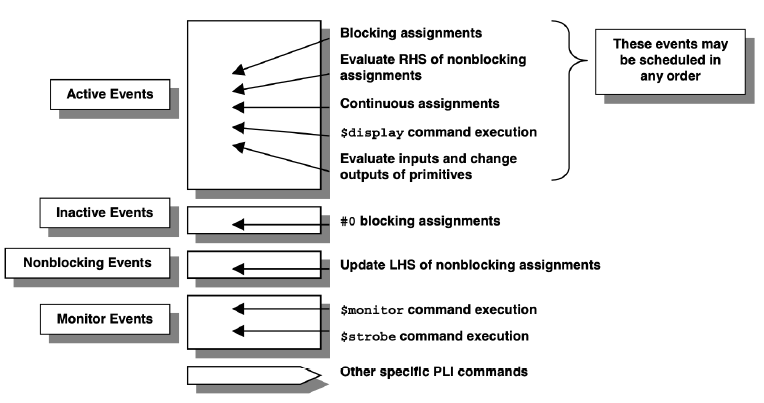 Active Events
Blocking assignments
Evaluate RHS of nonblocking
assignments
Continuous assignments
$display command execution
Evaluate inputs and change
outputs of primitives
These events may
be scheduled in
any order
Inactive Events
#0 blocking assignments
Nonblocking Events
Update LHS of nonblocking assignments
Monitor Events
$monitor command execution
$strobe command execution
Other specific PLI commands